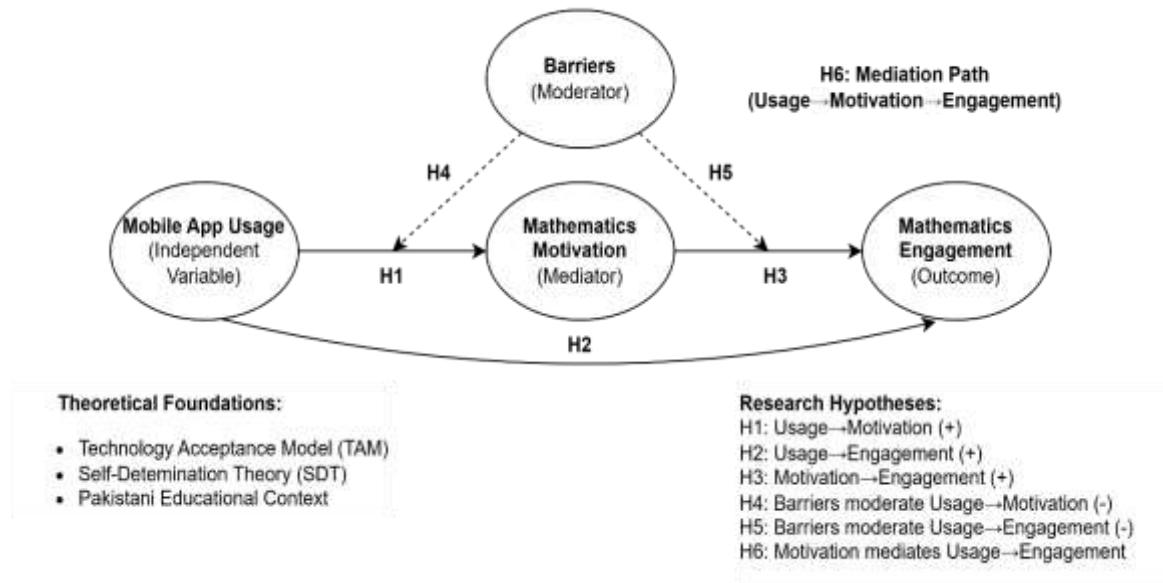 Barriers
(Moderator)
H6: Mediation Path
(Usage→Motivation→Engagement)
H4
H5
Mobile App Usage
(Independent
Variable)
Mathematics
Motivation
(Mediator)
Mathematics
Engagement
(Outcome)
H1
H3
H2
Theoretical Foundations:
• Technology Acceptance Model (TAM)
• Self-Detemination Theory (SDT)
• Pakistani Educational Context
Research Hypotheses:
H1: Usage→Motivation (+)
H2: Usage→Engagement (+)
H3: Motivation→Engagement (+)
H4: Barriers moderate Usage→Motivation (-)
H5: Barriers moderate Usage→Engagement (-)
H6: Motivation mediates Usage→Engagement